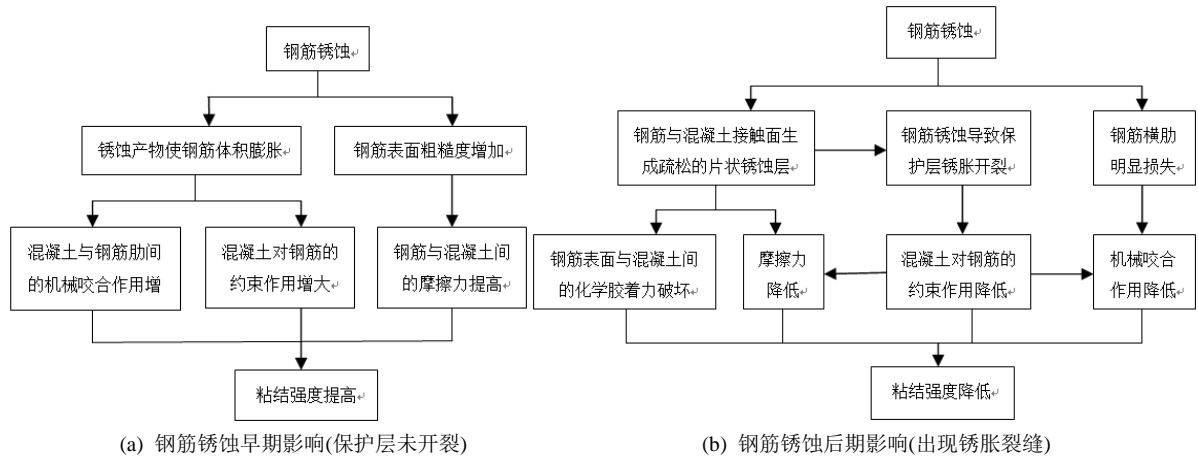 钢筋锈蚀
锈蚀产物使钢筋体积膨胀
钢筋表面粗糙度增加
混凝土与钢筋肋间
的机械咬合作用增
混凝土对钢筋的
约束作用增大
钢筋与混凝土间
的摩擦力提高
粘结强度提高
(a) 钢筋锈蚀早期影响(保护层未开裂)
钢筋锈蚀
钢筋与混凝土接触面生
成疏松的片状锈蚀层
钢筋锈蚀导致保
护层锈胀开裂
钢筋横肋
明显损失
钢筋表面与混凝土间
的化学胶着力破坏
摩擦力
降低
混凝土对钢筋的
约束作用降低
机械咬合
作用降低
粘结强度降低
(b) 钢筋锈蚀后期影响(出现锈胀裂缝)